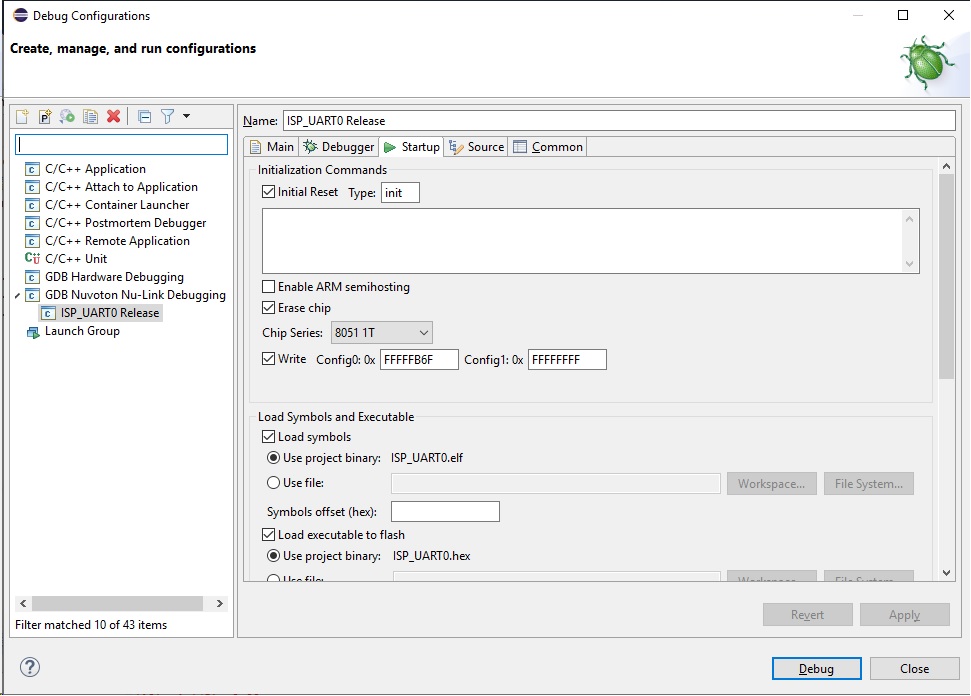 Debug Configurations
Create, manage, and run configurations
Name: ISP_UART0 Release
Main Debugger Startup Source Common
C/C++ Application
C/C++ Attach to Application
C/C++ Container Launcher
C/C++ Postmortem Debugger
C/C++ Remote Application
C/C++ Unit
GDB Hardware Debugging
GDB Nuvoton Nu-Link Debugging
ISP_UART0 Release
Launch Group
Filter matched 10 of 43 items
Initialization Commands
Initial Reset Type: init
Enable ARM semihosting
Erase chip
Chip Series: 8051 1T
Write Config0: 0x FFFFFB6F Config1: 0x FFFFFFFF
Load Symbols and Executable
Load symbols
Use project binary: ISP_UART0.elf
Use file: Workspace... File System...
Symbols offset (hex):
Load executable to flash
Use project binary: ISP_UART0.hex
Use file: Workspace... File System...
Revert Apply
Debug Close